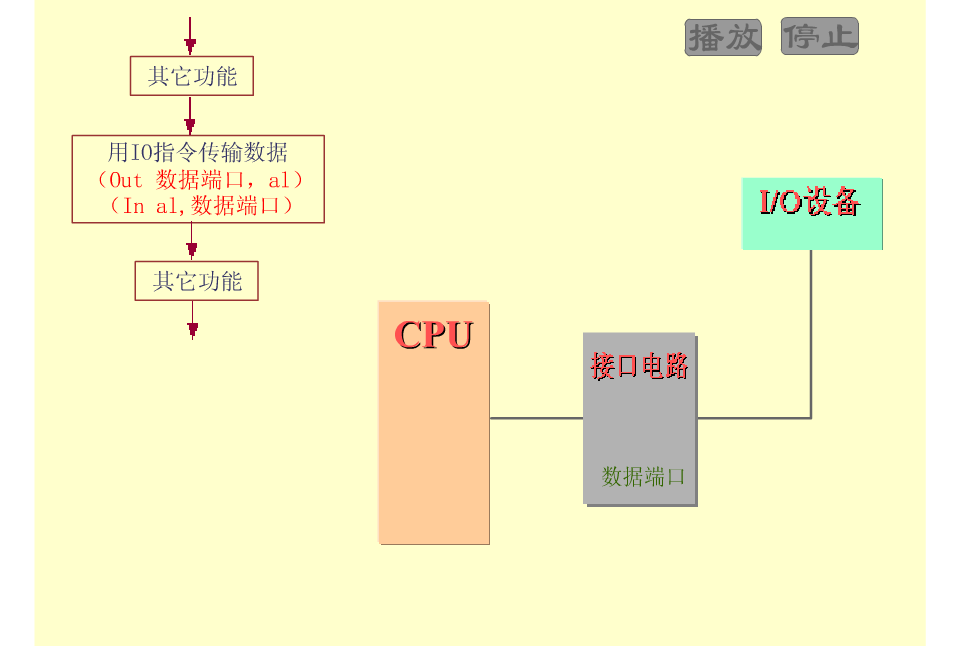 播放 停止
其它功能
用IO指令传输数据
（Out 数据端口，al）
（In al,数据端口）
其它功能
I/O设备
CPU
接口电路
数据端口